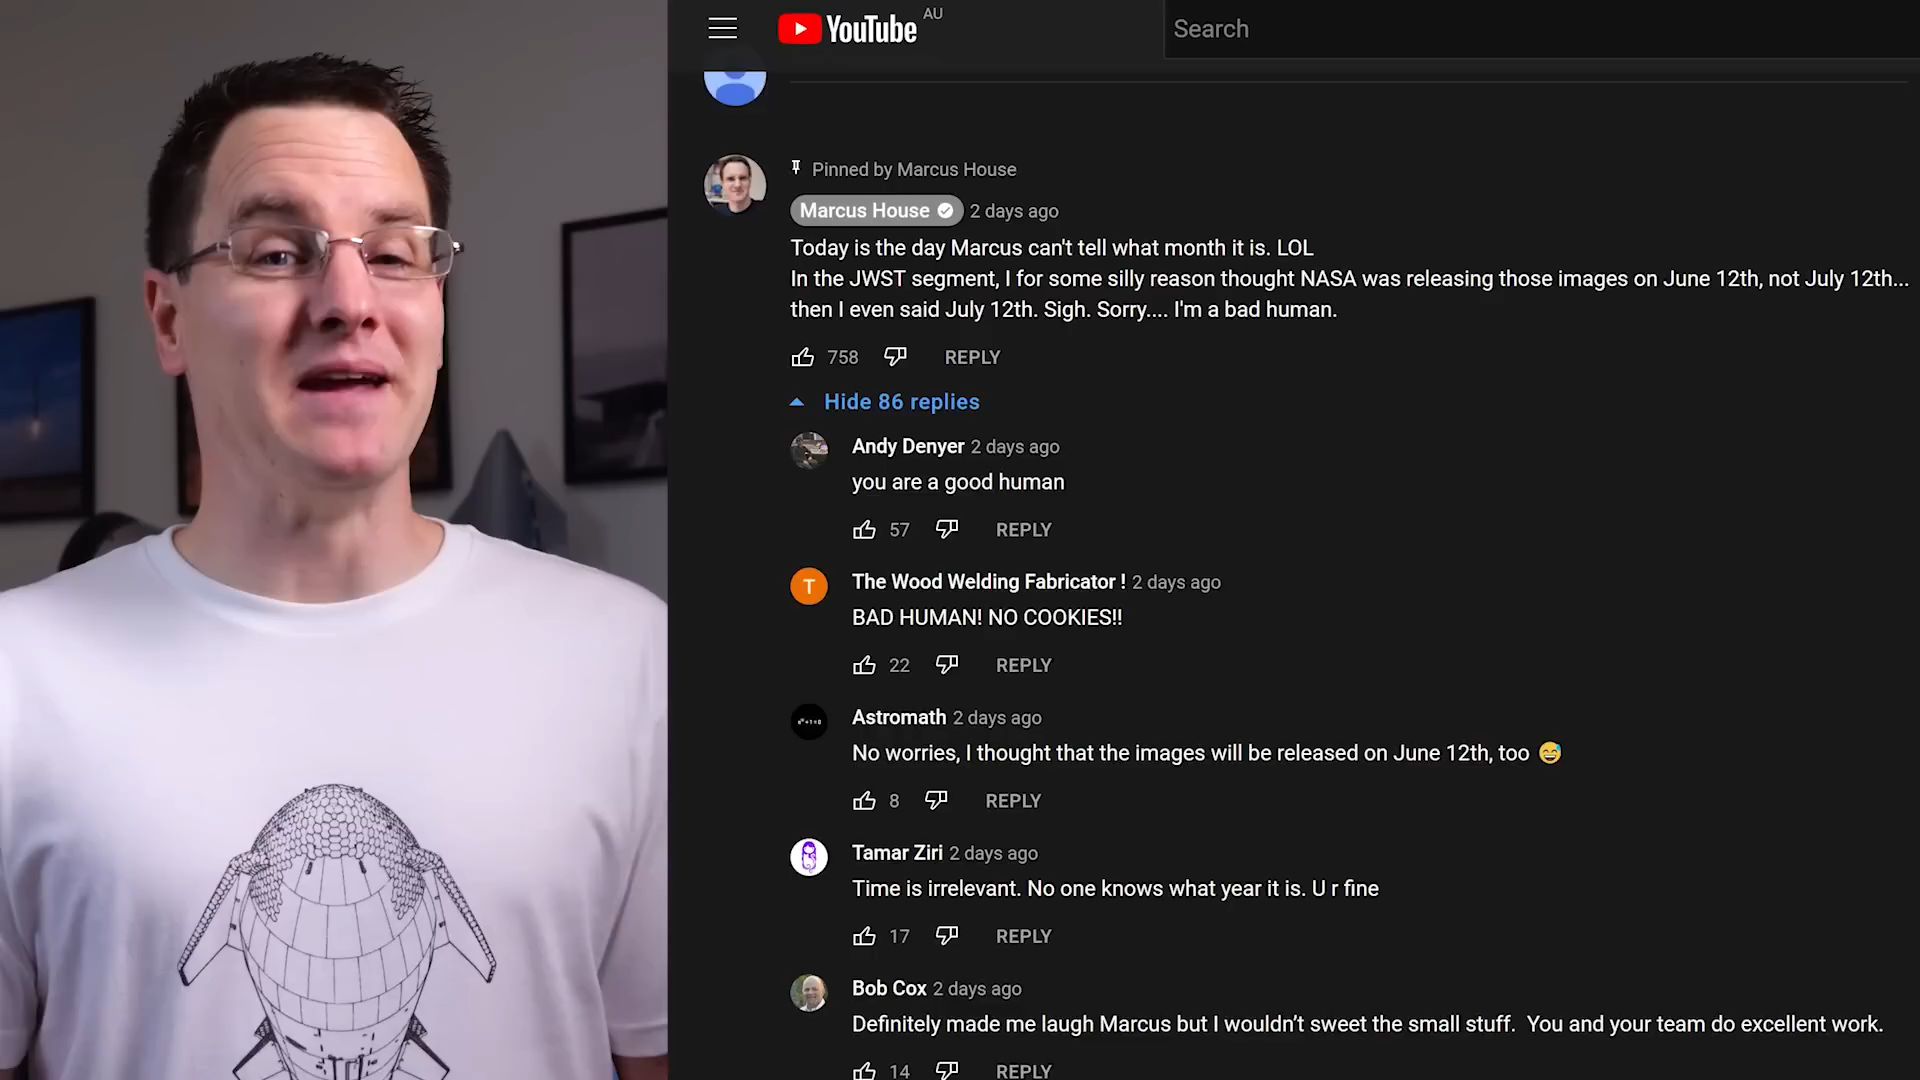 YouTube AU
Search
Pinned by Marcus House
Marcus House 2 days ago
Today is the day Marcus can't tell what month it is. LOL
In the JWST segment, I for some silly reason thought NASA was releasing those images on June 12th, not July 12th...
then I even said July 12th. Sigh. Sorry.... I'm a bad human.
758 REPLY
Hide 86 replies
Andy Denyer 2 days ago
you are a good human
57 REPLY
T
The Wood Welding Fabricator ! 2 days ago
BAD HUMAN! NO COOKIES!!
22 REPLY
Astromath 2 days ago
No worries, I thought that the images will be released on June 12th, too 😅
8 REPLY
Tamar Ziri 2 days ago
Time is irrelevant. No one knows what year it is. U r fine
17 REPLY
Bob Cox 2 days ago
Definitely made me laugh Marcus but I wouldn’t sweet the small stuff. You and your team do excellent work.
14 REPLY